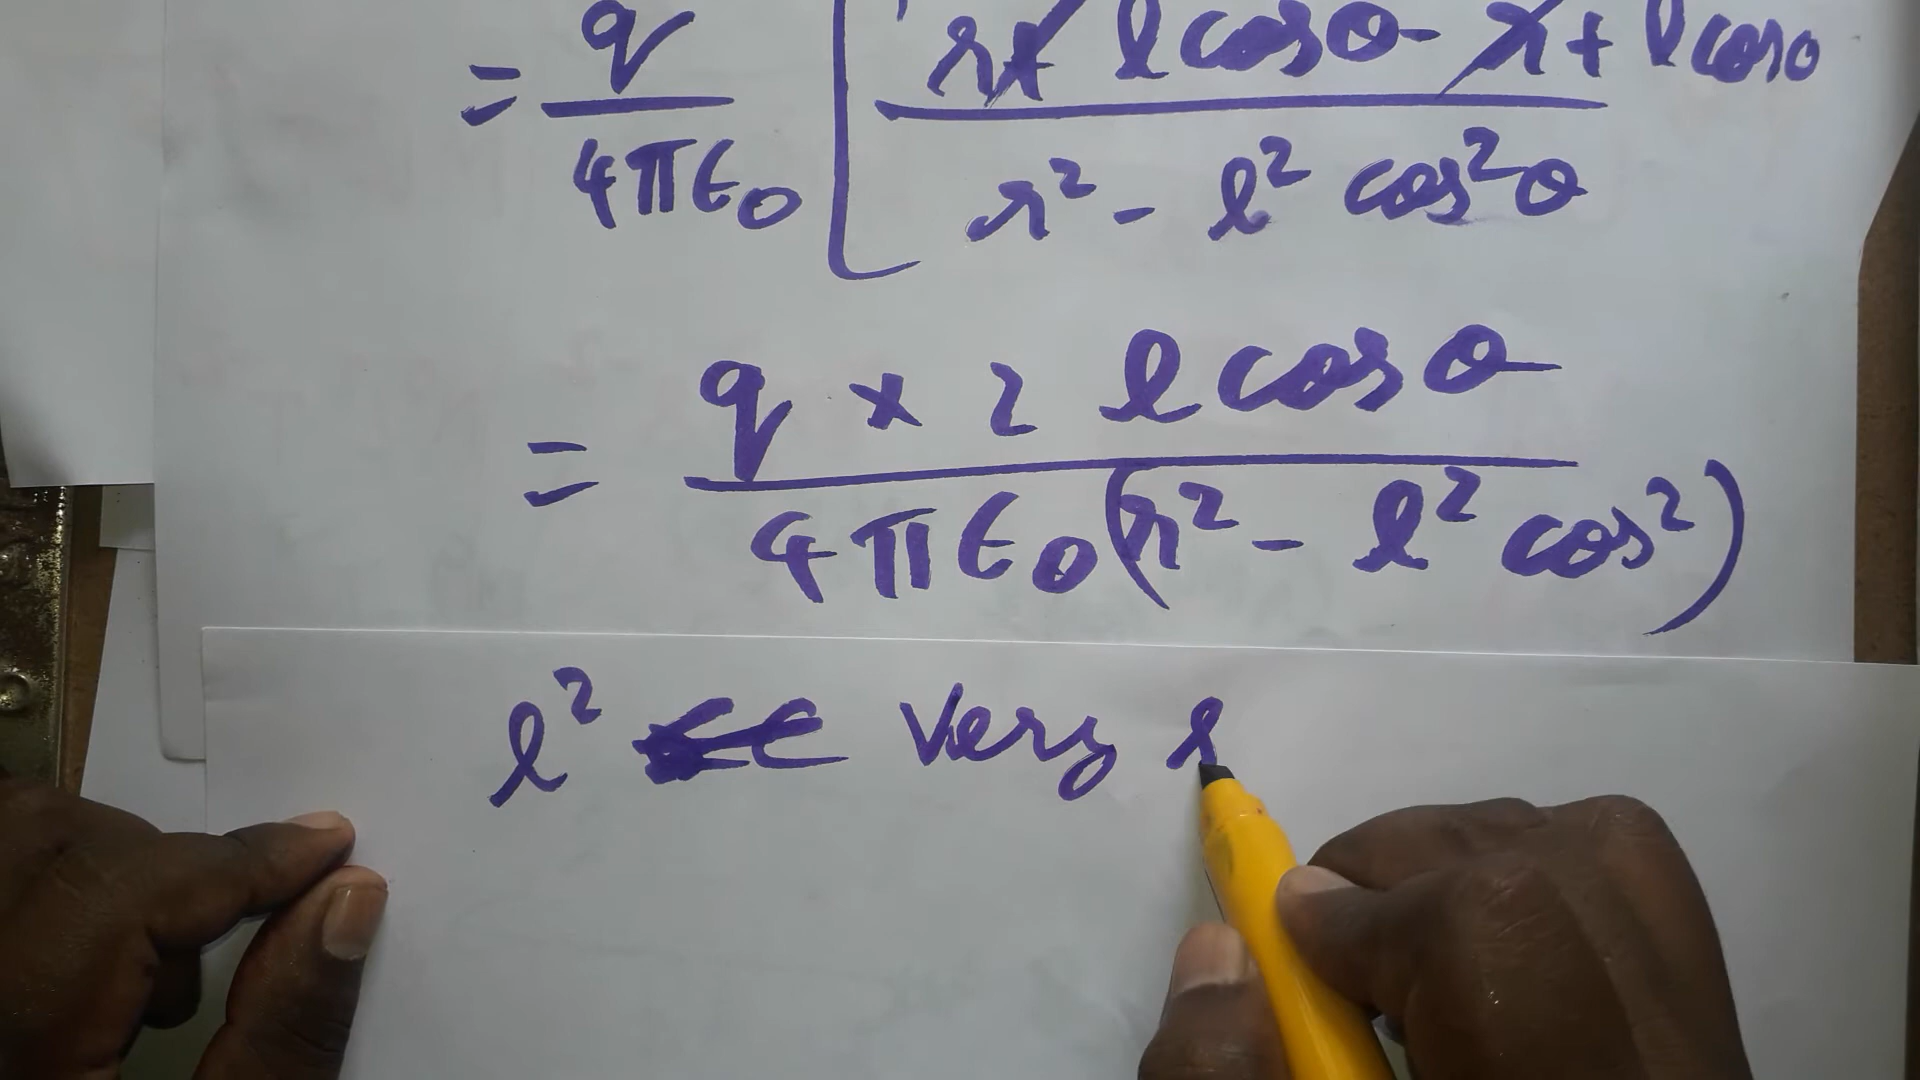 = q/4πε0 [ r + l cosθ - r + l cosθ / r² - l² cos²θ
= q × 2 l cosθ / 4πε0 (r² - l² cos²)
l² Very s